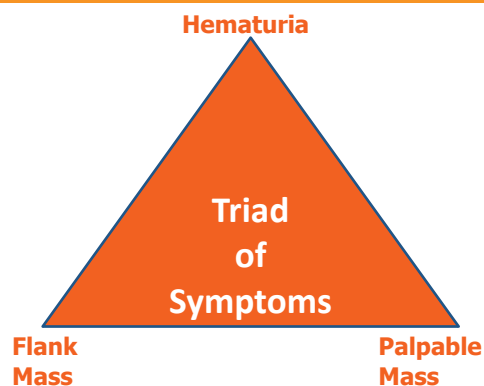 Hematuria
Triad
of
Symptoms
Flank
Mass
Palpable
Mass